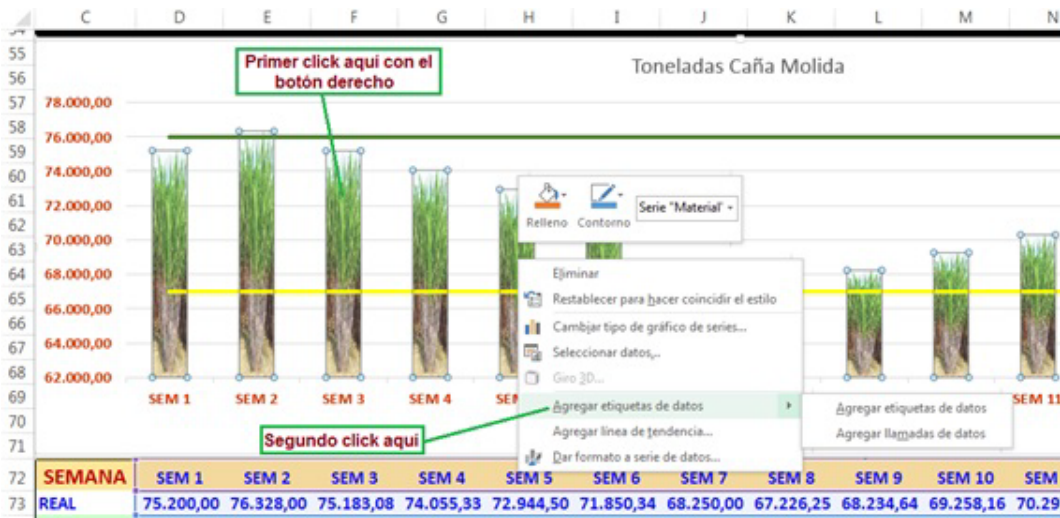 C D E F G H I J K L M N
55
56
57
58
59
60
61
62
63
64
65
66
67
68
69
70
71
72
73
Primer click aquí con el
botón derecho
Toneladas Caña Molida
78.000,00
76.000,00
74.000,00
72.000,00
70.000,00
68.000,00
66.000,00
64.000,00
62.000,00
Relleno Contorno Serie "Material"
Eliminar
Restablecer para hacer coincidir el estilo
Cambiar tipo de gráfico de series...
Seleccionar datos...
Giro 3D...
Agregar etiquetas de datos
Agregar línea de tendencia...
Dar formato a serie de datos...
Agregar etiquetas de datos
Agregar llamadas de datos
SEM 1 SEM 2 SEM 3 SEM 4 SEM 11
Segundo click aquí
SEMANA SEM 1 SEM 2 SEM 3 SEM 4 SEM 5 SEM 6 SEM 7 SEM 8 SEM 9 SEM 10 SEM
REAL 75.200,00 76.328,00 75.183,08 74.055,33 72.944,50 71.850,34 68.250,00 67.226,25 68.234,64 69.258,16 70.29